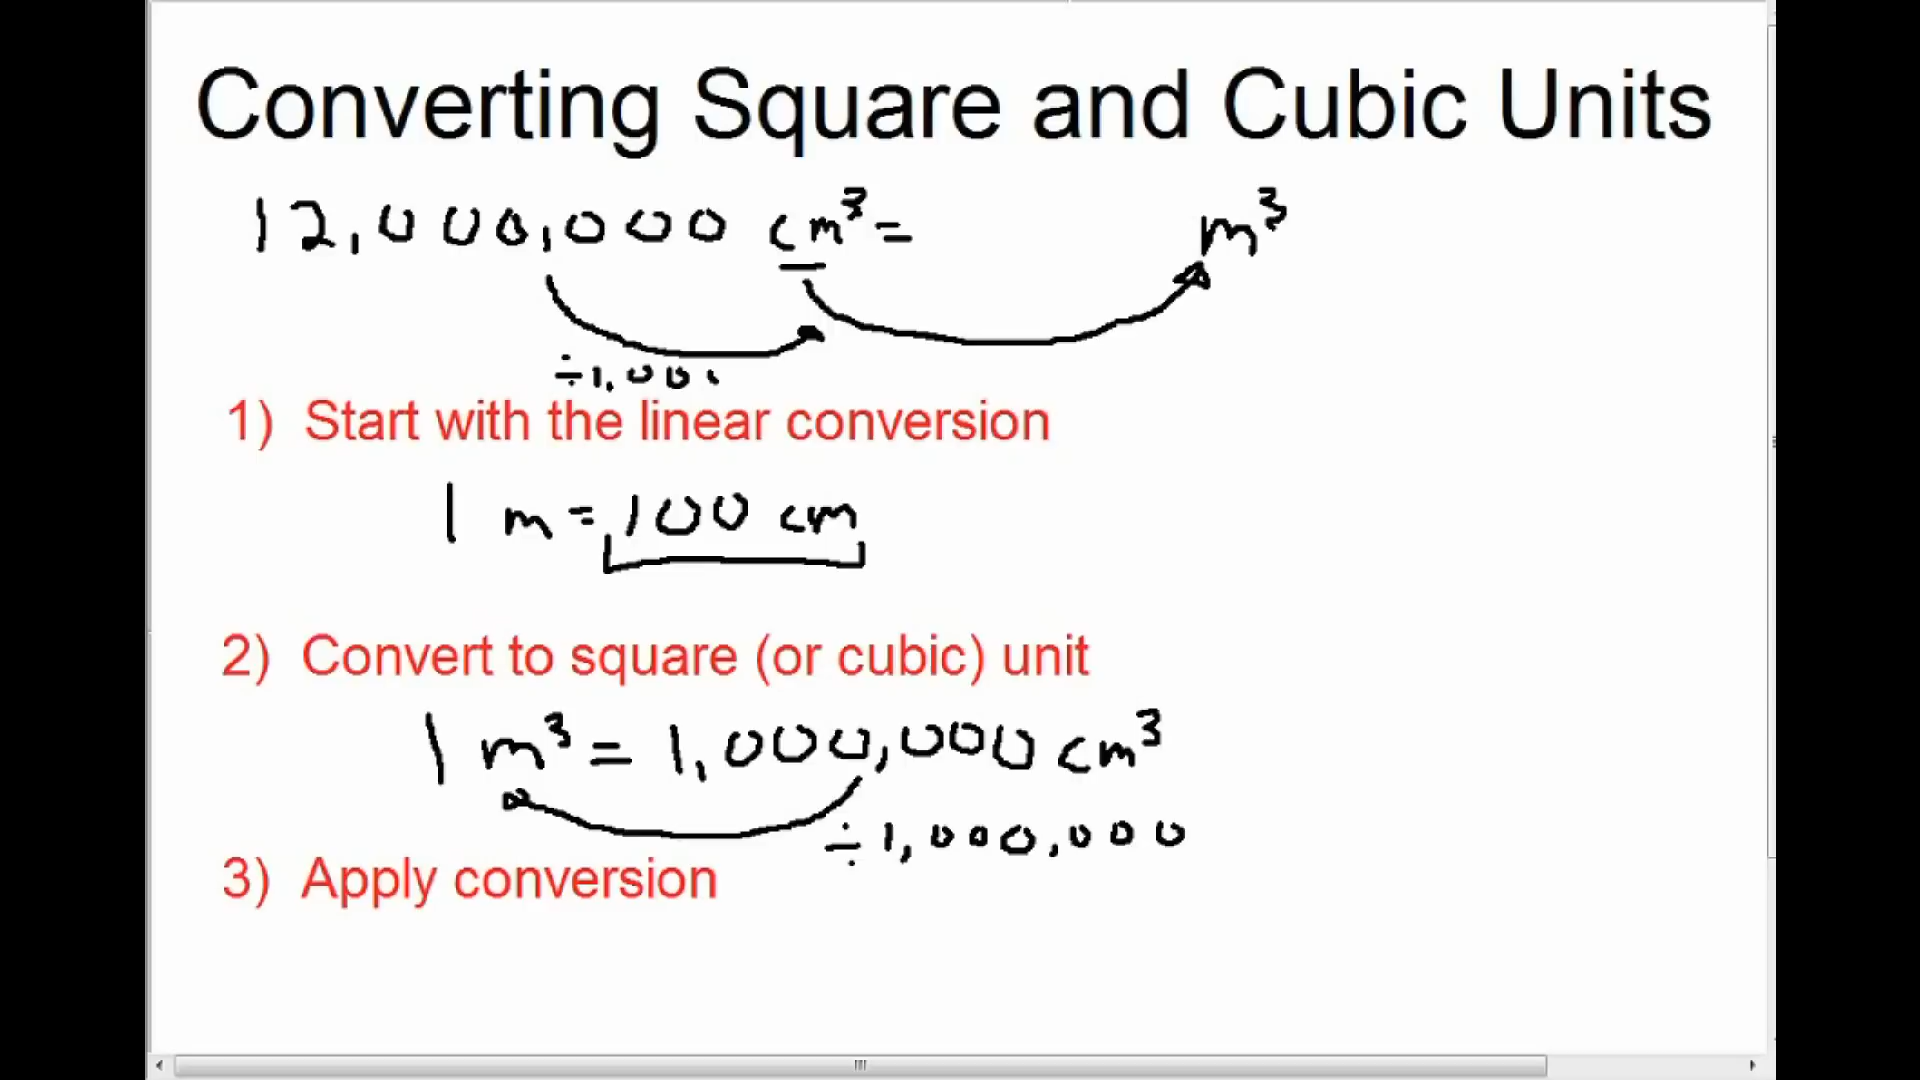 Converting Square and Cubic Units
12,000,000 cm³ = m³
÷1,00
1) Start with the linear conversion
1 m = 100 cm
2) Convert to square (or cubic) unit
1 m³ = 1,000,000 cm³
÷1,000,000
3) Apply conversion